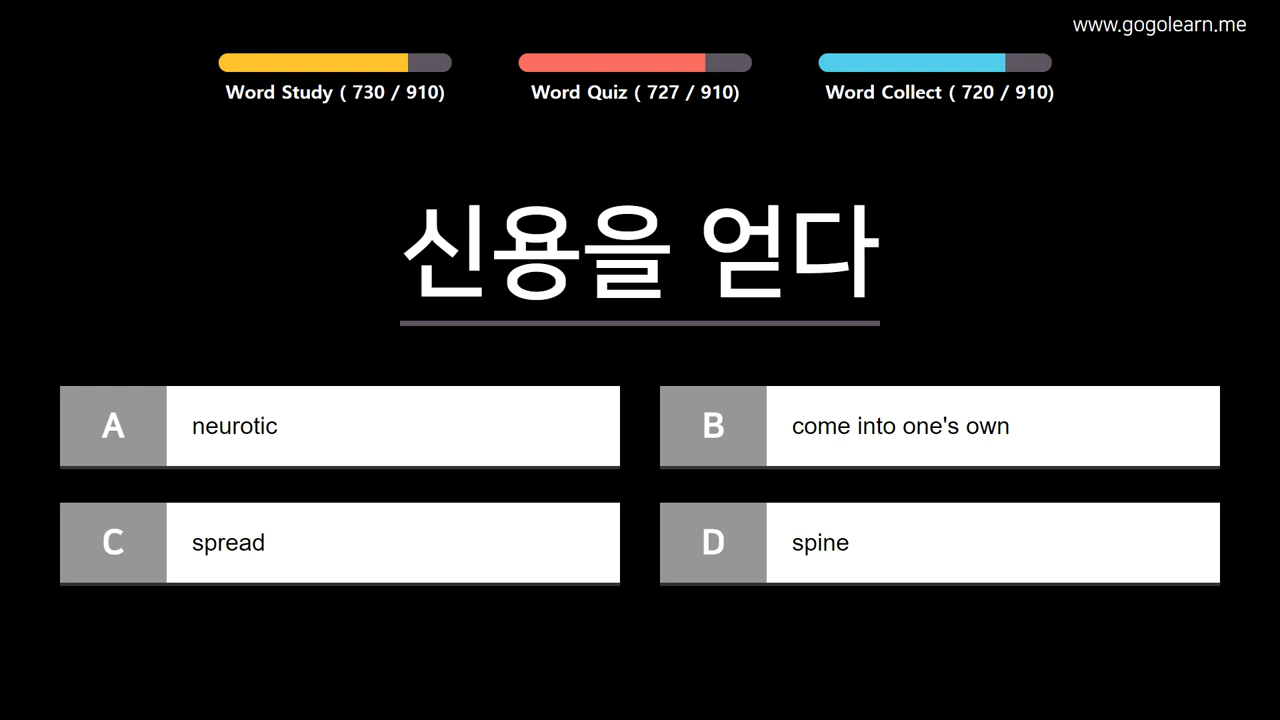 www.gogolearn.me
Word Study ( 730 / 910)
Word Quiz ( 727 / 910)
Word Collect ( 720 / 910)
신용을 얻다
A neurotic
B come into one's own
C spread
D spine